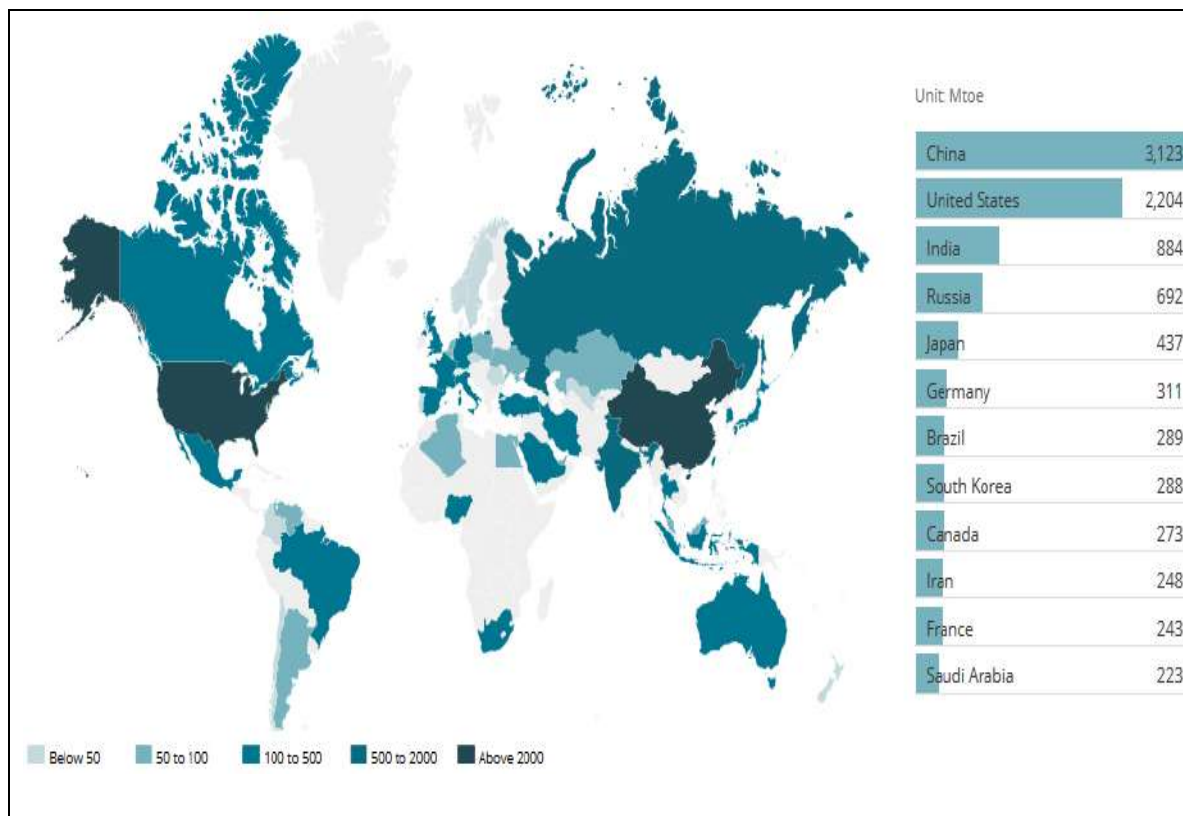 Unit: Mtoe
China 3,123
United States 2,204
India 884
Russia 692
Japan 437
Germany 311
Brazil 289
South Korea 288
Canada 273
Iran 248
France 243
Saudi Arabia 223
Below 50 50 to 100 100 to 500 500 to 2000 Above 2000